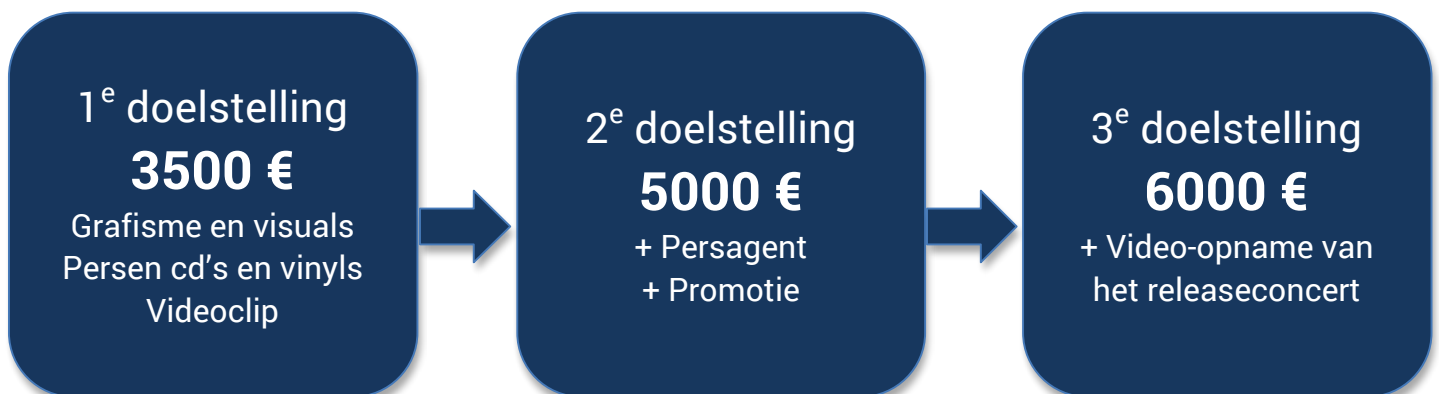 1e doelstelling
3500 €
Grafisme en visuals
Persen cd's en vinyls
Videoclip
2e doelstelling
5000 €
+ Persagent
+ Promotie
3e doelstelling
6000 €
+ Video-opname van
het releaseconcert